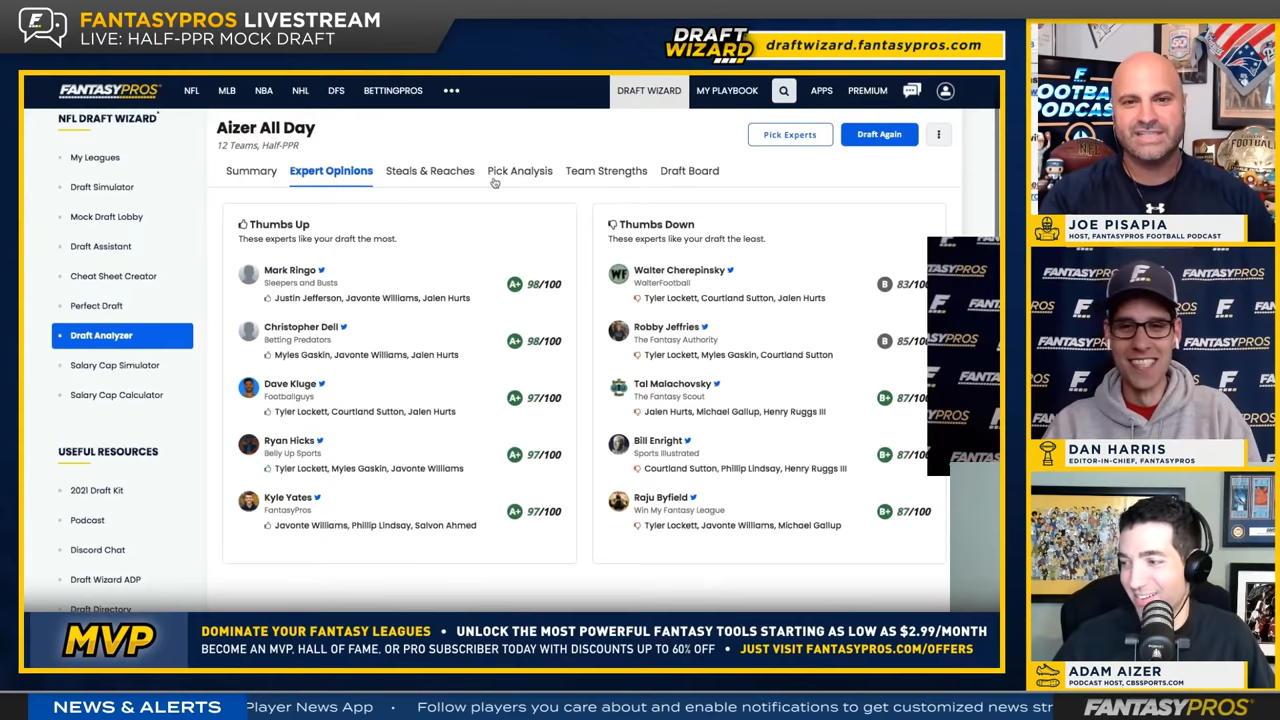 FANTASYPROS LIVESTREAM
LIVE: HALF-PPR MOCK DRAFT
DRAFT WIZARD
draftwizard.fantasypros.com
FANTASYPROS
NFL
MLB
NBA
NHL
DFS
BETTINGPROS
DRAFT WIZARD
MY PLAYBOOK
APPS
PREMIUM
NFL DRAFT WIZARD
My Leagues
Draft Simulator
Mock Draft Lobby
Draft Assistant
Cheat Sheet Creator
Perfect Draft
Draft Analyzer
Salary Cap Simulator
Salary Cap Calculator
USEFUL RESOURCES
2021 Draft Kit
Podcast
Discord Chat
Draft Wizard ADP
Draft Directory
Aizer All Day
12 Teams, Half-PPR
Pick Experts
Draft Again
Summary
Expert Opinions
Steals & Reaches
Pick Analysis
Team Strengths
Draft Board
Thumbs Up
These experts like your draft the most.
Mark Ringo
Sleepers and Busts
Justin Jefferson, Javonte Williams, Jalen Hurts
A+ 98/100
Christopher Dell
Betting Predators
Myles Gaskin, Javonte Williams, Jalen Hurts
A+ 98/100
Dave Kluge
Footballguys
Tyler Lockett, Courtland Sutton, Jalen Hurts
A+ 97/100
Ryan Hicks
Belly Up Sports
Tyler Lockett, Myles Gaskin, Javonte Williams
A+ 97/100
Kyle Yates
FantasyPros
Javonte Williams, Phillip Lindsay, Salvon Ahmed
A+ 97/100
Thumbs Down
These experts like your draft the least.
WF
Walter Cherepinsky
WalterFootball
Tyler Lockett, Courtland Sutton, Jalen Hurts
B 83/100
Robby Jeffries
The Fantasy Authority
Tyler Lockett, Myles Gaskin, Courtland Sutton
B 85/100
Tal Malachovsky
The Fantasy Scout
Jalen Hurts, Michael Gallup, Henry Ruggs III
B+ 87/100
Bill Enright
Sports Illustrated
Courtland Sutton, Phillip Lindsay, Henry Ruggs III
B+ 87/100
Raju Byfield
Win My Fantasy League
Tyler Lockett, Javonte Williams, Michael Gallup
B+ 87/100
FOOTBALL
PODCAST
JOE PISAPIA
HOST, FANTASYPROS FOOTBALL PODCAST
FANTASYPROS
DAN HARRIS
EDITOR-IN-CHIEF, FANTASYPROS
ADAM AIZER
PODCAST HOST, CBSSPORTS.COM
MVP
DOMINATE YOUR FANTASY LEAGUES • UNLOCK THE MOST POWERFUL FANTASY TOOLS STARTING AS LOW AS $2.99/MONTH
BECOME AN MVP, HALL OF FAME, OR PRO SUBSCRIBER TODAY WITH DISCOUNTS UP TO 60% OFF • JUST VISIT FANTASYPROS.COM/OFFERS
NEWS & ALERTS
Player News App • Follow players you care about and enable notifications to get customized news str
FANTASYPROS